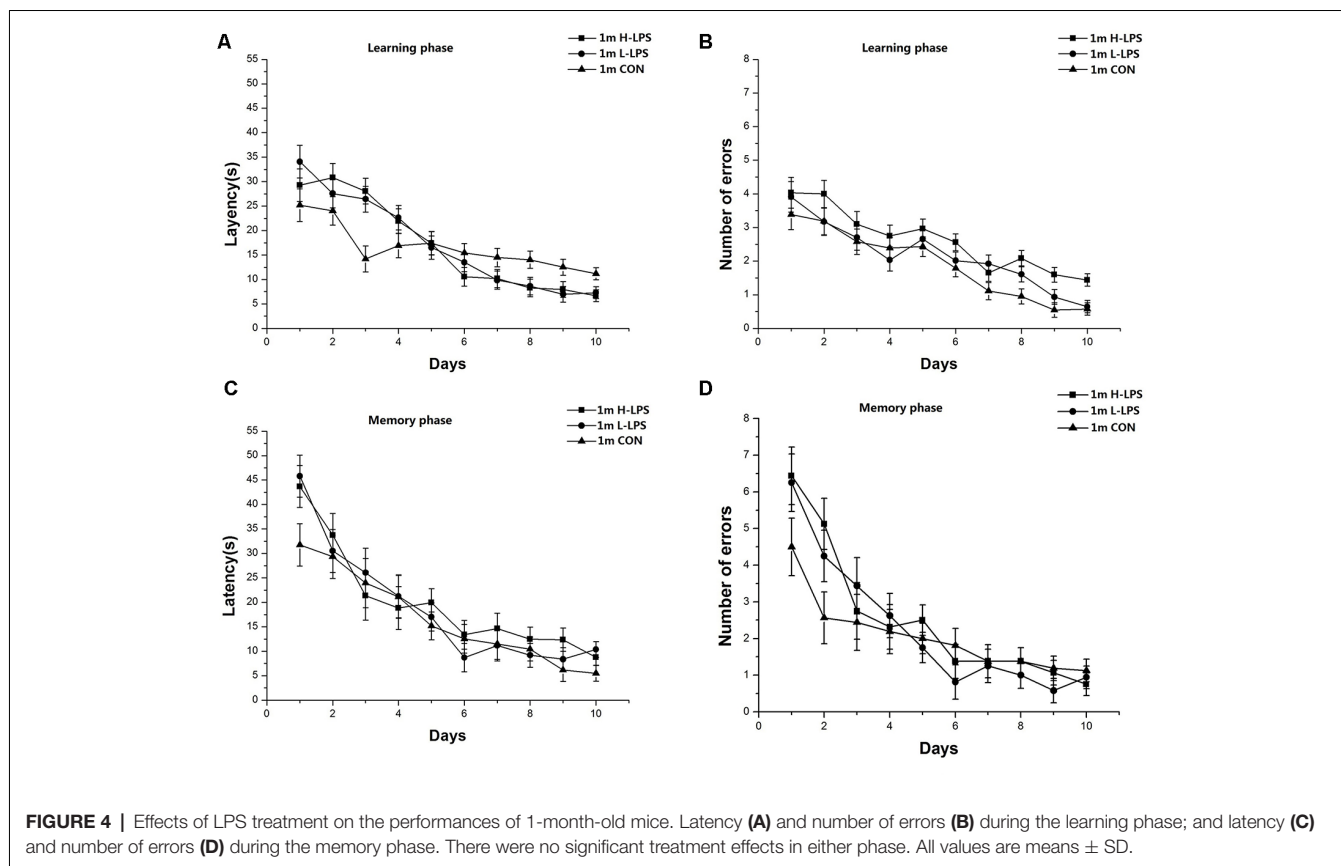 A
Learning phase
1m H-LPS
1m L-LPS
1m CON
55
50
45
40
35
30
25
20
15
10
5
0
Layency(s)
0 2 4 6 8 10
Days
B
Learning phase
1m H-LPS
1m L-LPS
1m CON
8
7
6
5
4
3
2
1
0
Number of errors
0 2 4 6 8 10
Days
C
Memory phase
1m H-LPS
1m L-LPS
1m CON
55
50
45
40
35
30
25
20
15
10
5
0
Latency(s)
0 2 4 6 8 10
Days
D
Memory phase
1m H-LPS
1m L-LPS
1m CON
8
7
6
5
4
3
2
1
0
Number of errors
0 2 4 6 8 10
Days
FIGURE 4 | Effects of LPS treatment on the performances of 1-month-old mice. Latency (A) and number of errors (B) during the learning phase; and latency (C)
and number of errors (D) during the memory phase. There were no significant treatment effects in either phase. All values are means ± SD.